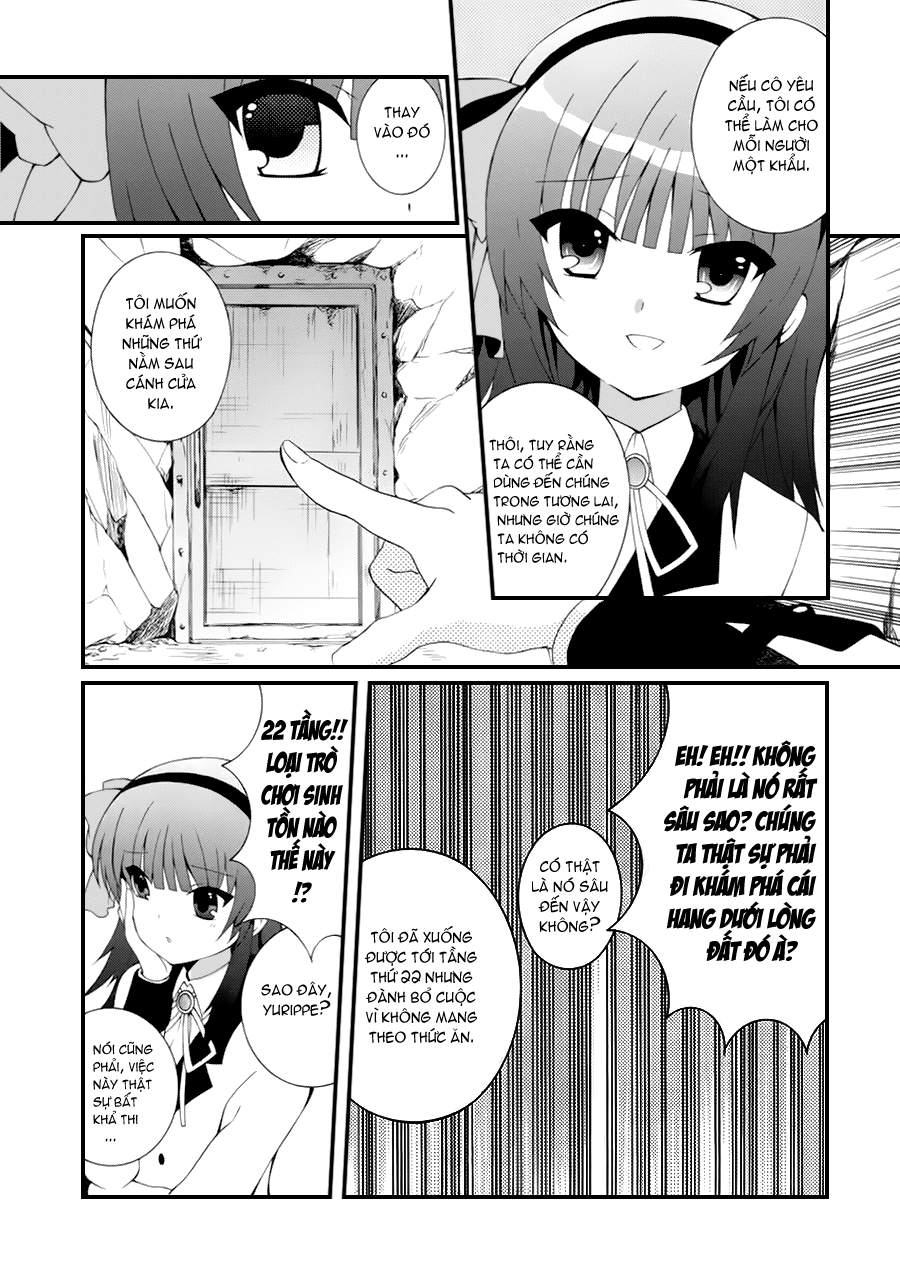 NẾU CÔ YÊU
CẦU, TÔI CÓ
THỂ LÀM CHO
MỖI NGƯỜI
MỘT KHẨU.
THÔI, TUY RẰNG
TA CÓ THỂ CẦN
DÙNG ĐẾN CHÚNG
TRONG TƯƠNG LAI,
NHƯNG GIỜ CHÚNG
TA KHÔNG CÓ
THỜI GIAN.
THAY
VÀO ĐÓ
...
TÔI MUỐN
KHÁM PHÁ
NHỮNG THỨ
NẰM SAU
CÁNH CỬA
KIA.
EH! EH!! KHÔNG
PHẢI LÀ NÓ RẤT
SÂU SAO? CHÚNG
TA THẬT SỰ PHẢI
ĐI KHÁM PHÁ CÁI
HANG DƯỚI LÒNG
ĐẤT ĐÓ À?
CÓ THẬT
LÀ NÓ SÂU
ĐẾN VẬY
KHÔNG?
TÔI ĐÃ XUỐNG
ĐƯỢC TỚI TẦNG
THỨ 22 NHƯNG
ĐÀNH BỎ CUỘC
VÌ KHÔNG MANG
THEO THỨC ĂN.
22 TẦNG!!
LOẠI TRÒ
CHƠI SINH
TỒN NÀO
THẾ NÀY
!?
SAO ĐÂY,
YURIPPE?
NÓI CŨNG
PHẢI, VIỆC
NÀY THẬT
SỰ BẤT
KHẢ THI
...